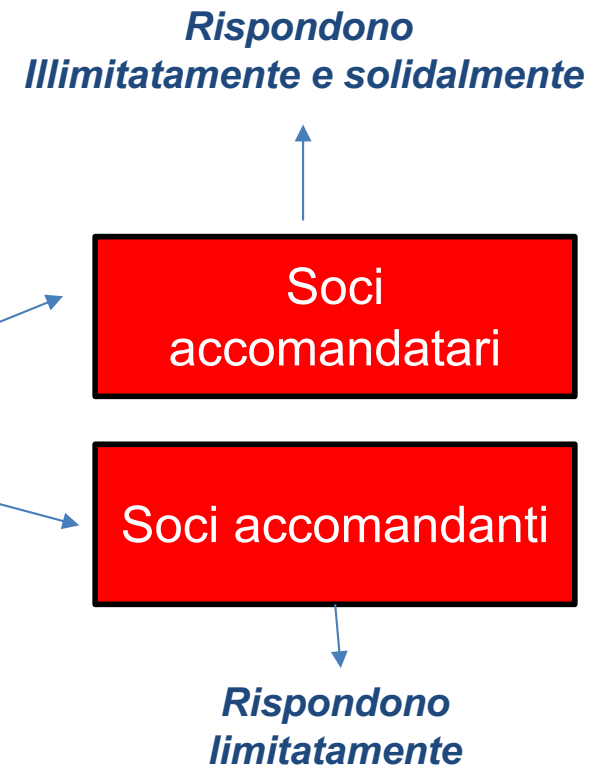 Rispondono
Illimitatamente e solidalmente
Soci
accomandatari
Soci accomandanti
Rispondono
limitatamente